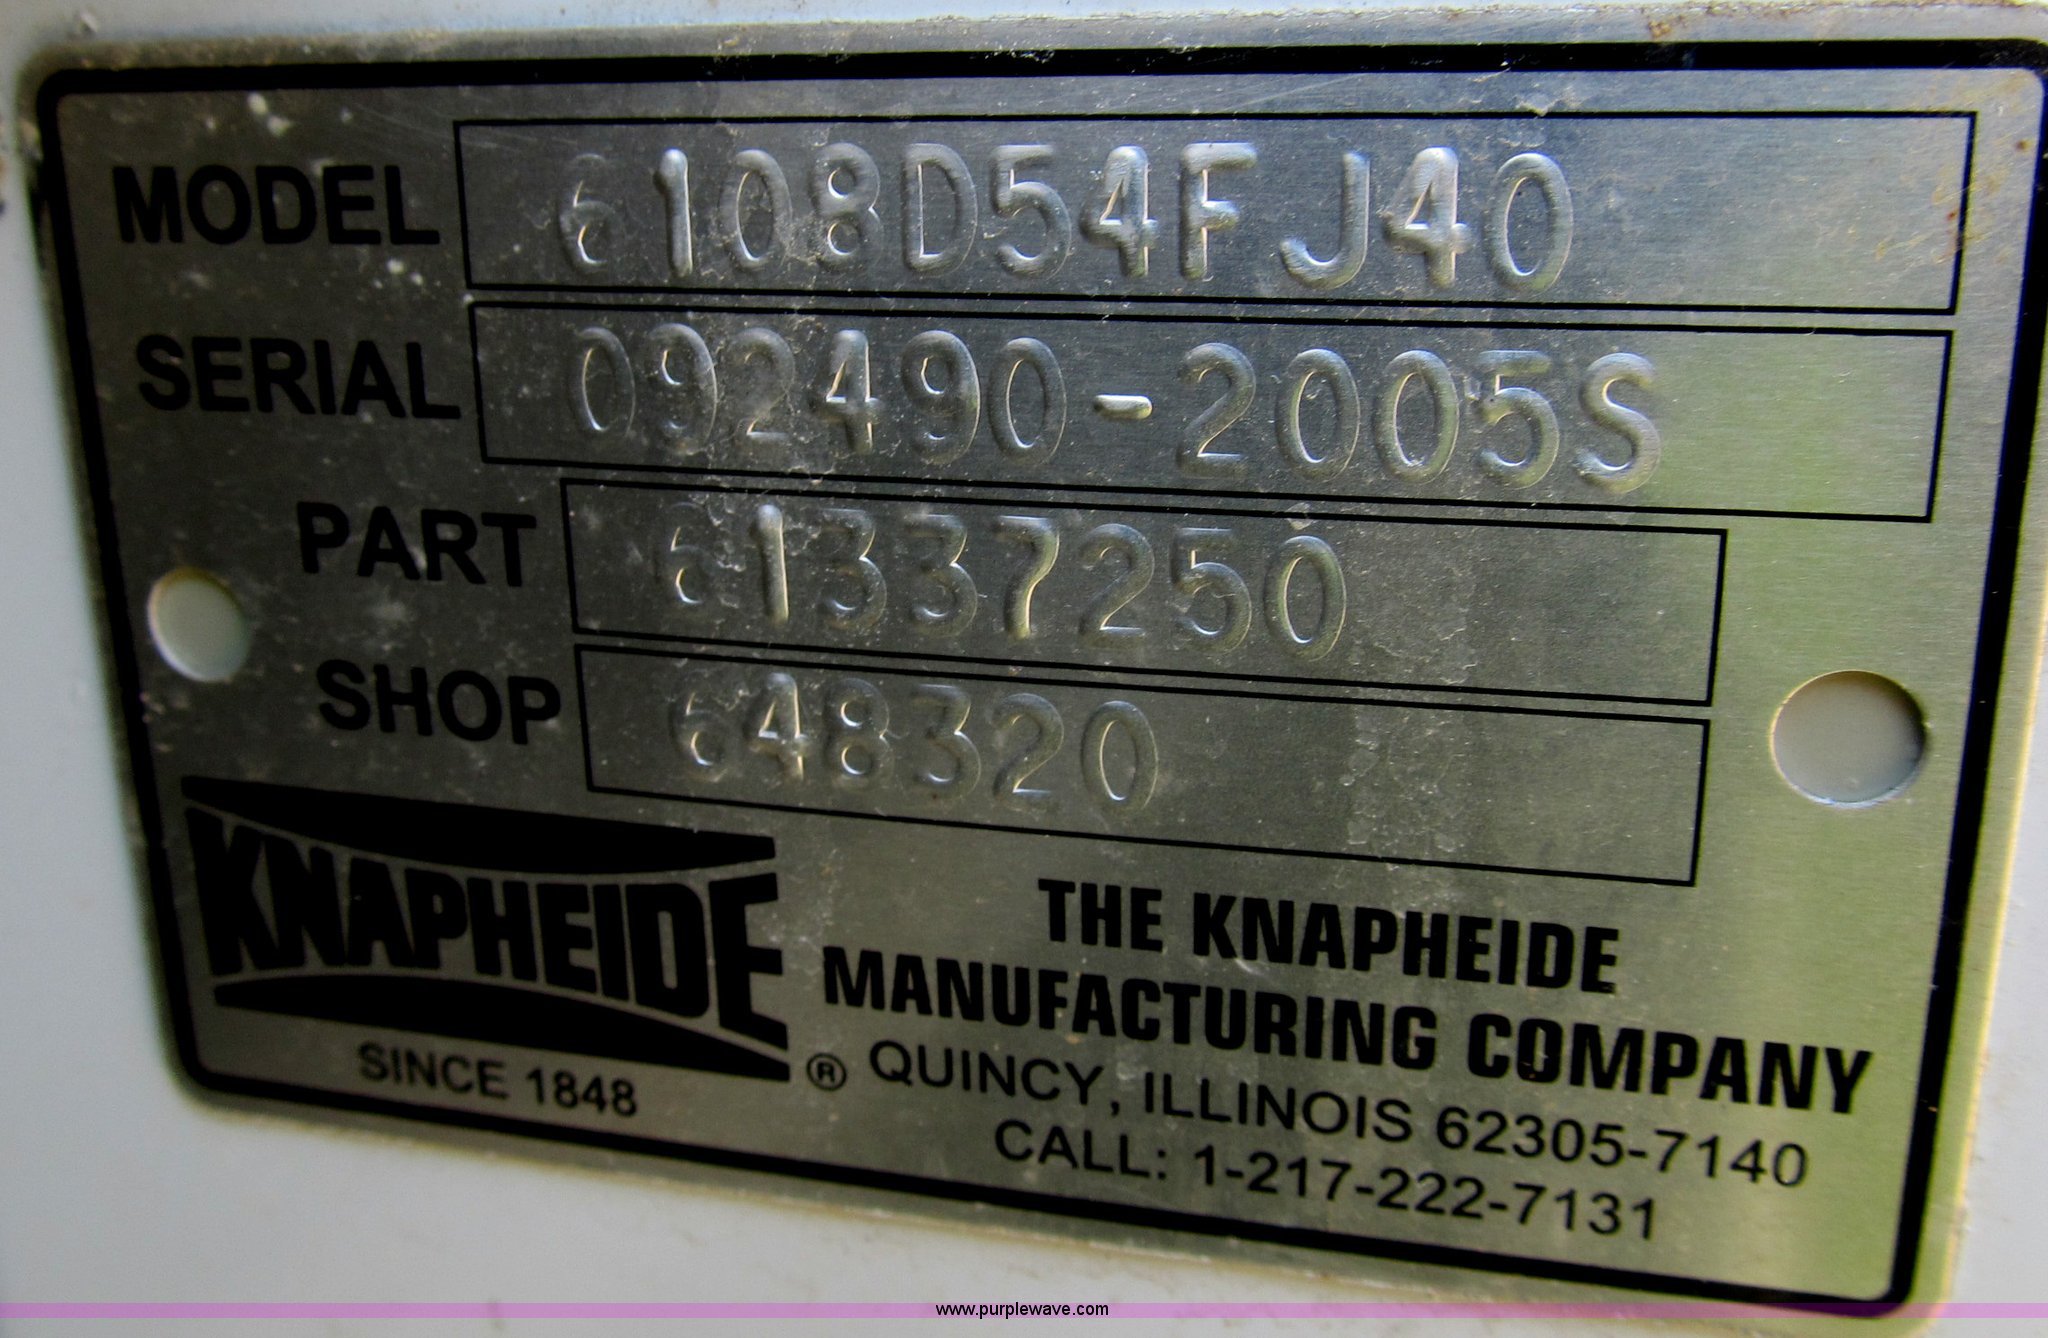 MODEL 6108D54FJ40
SERIAL 092490-2005S
PART 61337250
SHOP 648320
KNAPHEIDE
SINCE 1848
®
THE KNAPHEIDE
MANUFACTURING COMPANY
QUINCY, ILLINOIS 62305-7140
CALL: 1-217-222-7131
www.purplewave.com